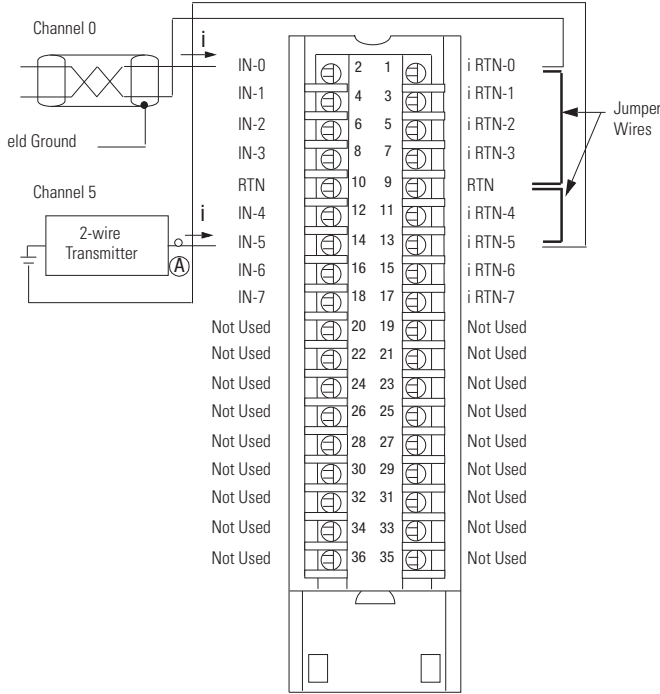 Channel 0
i
IN-0 2 1 i RTN-0
IN-1 4 3 i RTN-1
Jumper
Wires
IN-2 6 5 i RTN-2
eld Ground
IN-3 8 7 i RTN-3
RTN 10 9 RTN
Channel 5
i
IN-4 12 11 i RTN-4
2-wire
Transmitter
A
IN-5 14 13 i RTN-5
IN-6 16 15 i RTN-6
IN-7 18 17 i RTN-7
Not Used 20 19 Not Used
Not Used 22 21 Not Used
Not Used 24 23 Not Used
Not Used 26 25 Not Used
Not Used 28 27 Not Used
Not Used 30 29 Not Used
Not Used 32 31 Not Used
Not Used 34 33 Not Used
Not Used 36 35 Not Used